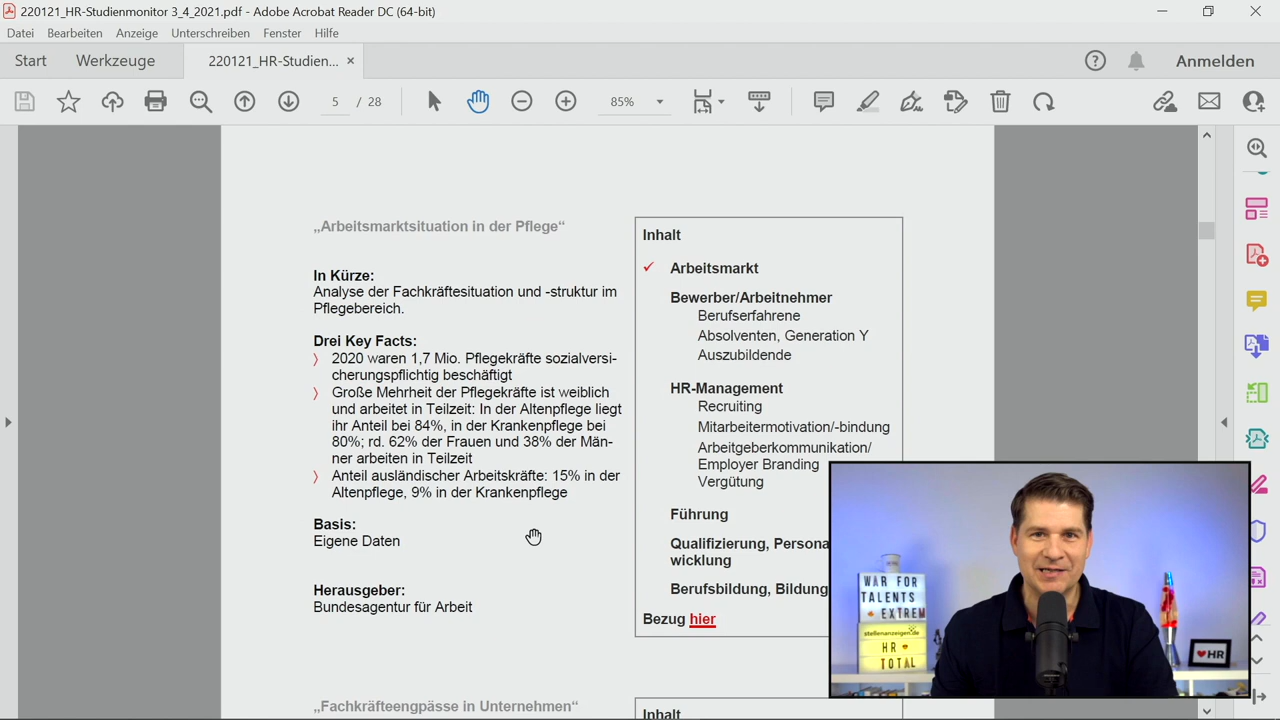 220121_HR-Studienmonitor 3_4_2021.pdf - Adobe Acrobat Reader DC (64-bit)
Datei Bearbeiten Anzeige Unterschreiben Fenster Hilfe
Start Werkzeuge 220121_HR-Studien... × Anmelden
5 / 28 85%
„Arbeitsmarktsituation in der Pflege“
In Kürze:
Analyse der Fachkräftesituation und -struktur im
Pflegebereich.
Drei Key Facts:
2020 waren 1,7 Mio. Pflegekräfte sozialversi-
cherungspflichtig beschäftigt
Große Mehrheit der Pflegekräfte ist weiblich
und arbeitet in Teilzeit: In der Altenpflege liegt
ihr Anteil bei 84%, in der Krankenpflege bei
80%; rd. 62% der Frauen und 38% der Män-
ner arbeiten in Teilzeit
Anteil ausländischer Arbeitskräfte: 15% in der
Altenpflege, 9% in der Krankenpflege
Basis:
Eigene Daten
Herausgeber:
Bundesagentur für Arbeit
Inhalt
✓ Arbeitsmarkt
Bewerber/Arbeitnehmer
Berufserfahrene
Absolventen, Generation Y
Auszubildende
HR-Management
Recruiting
Mitarbeitermotivation/-bindung
Arbeitgeberkommunikation/
Employer Branding
Vergütung
Führung
Qualifizierung, Persona
wicklung
Berufsbildung, Bildung
Bezug hier
WAR FOR
TALENTS
EXTREM
stellenanzeigen.de
HR
TOTAL
♥HR
„Fachkräfteengpässe in Unternehmen“
Inhalt